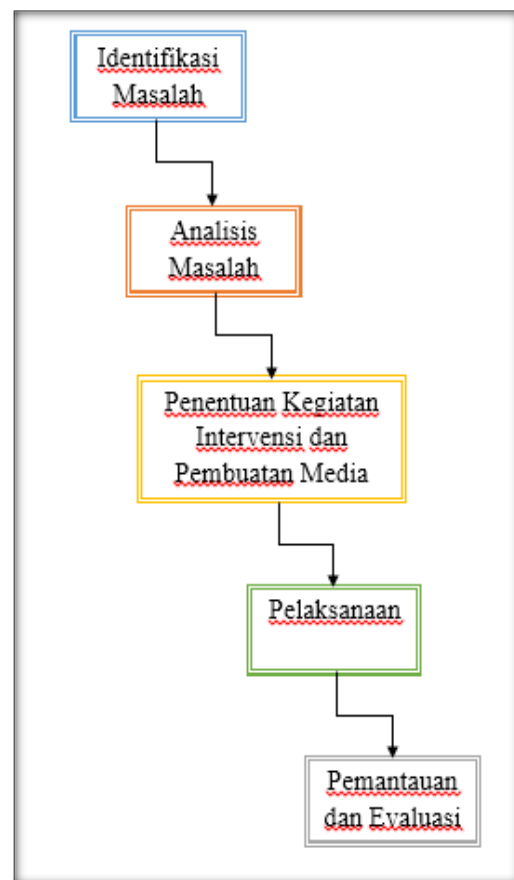 Identifikasi
Masalah
Analisis
Masalah
Penentuan Kegiatan
Intervensi dan
Pembuatan Media
Pelaksanaan
Pemantauan
dan Evaluasi